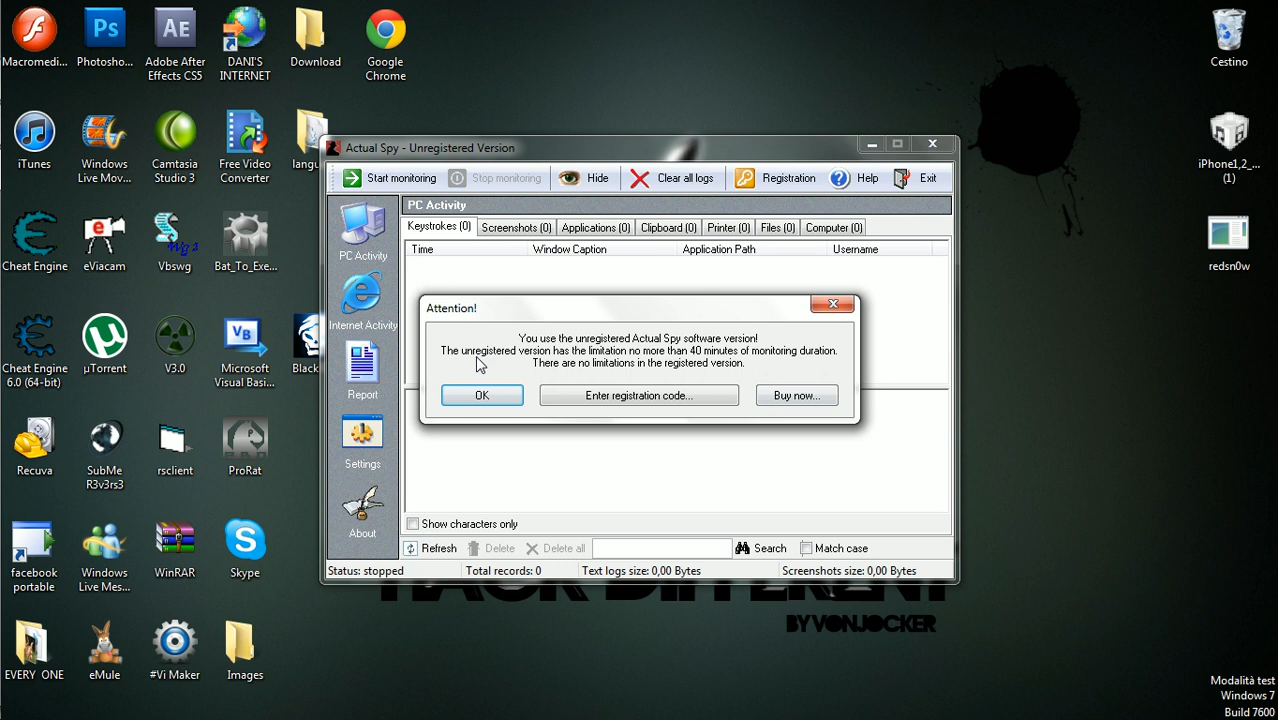 Macromedi...
Photosho...
Adobe After
Effects CS5
DANI'S
INTERNET
Download
Google
Chrome
Cestino
iTunes
Windows
Live Mov...
Camtasia
Studio 3
Free Video
Converter
langu
iPhone1,2_...
(1)
Cheat Engine
eViacam
Vbswg
Bat_To_Exe...
redsn0w
Cheat Engine
6.0 (64-bit)
µTorrent
V3.0
Microsoft
Visual Basi...
Black
Recuva
SubMe
R3v3rs3
rsclient
ProRat
facebook
portable
Windows
Live Mes...
WinRAR
Skype
EVERY ONE
eMule
#Vi Maker
Images
Actual Spy - Unregistered Version
Start monitoring
Stop monitoring
Hide
Clear all logs
Registration
Help
Exit
PC Activity
Internet Activity
Report
Settings
About
PC Activity
Keystrokes (0)
Screenshots (0)
Applications (0)
Clipboard (0)
Printer (0)
Files (0)
Computer (0)
Time
Window Caption
Application Path
Username
Attention!
You use the unregistered Actual Spy software version!
The unregistered version has the limitation no more than 40 minutes of monitoring duration.
There are no limitations in the registered version.
OK
Enter registration code...
Buy now...
Show characters only
Refresh
Delete
Delete all
Search
Match case
Status: stopped
Total records: 0
Text logs size: 0,00 Bytes
Screenshots size: 0,00 Bytes
HACK DIFFERENT
BY VONJOCKER
Modalità test
Windows 7
Build 7600